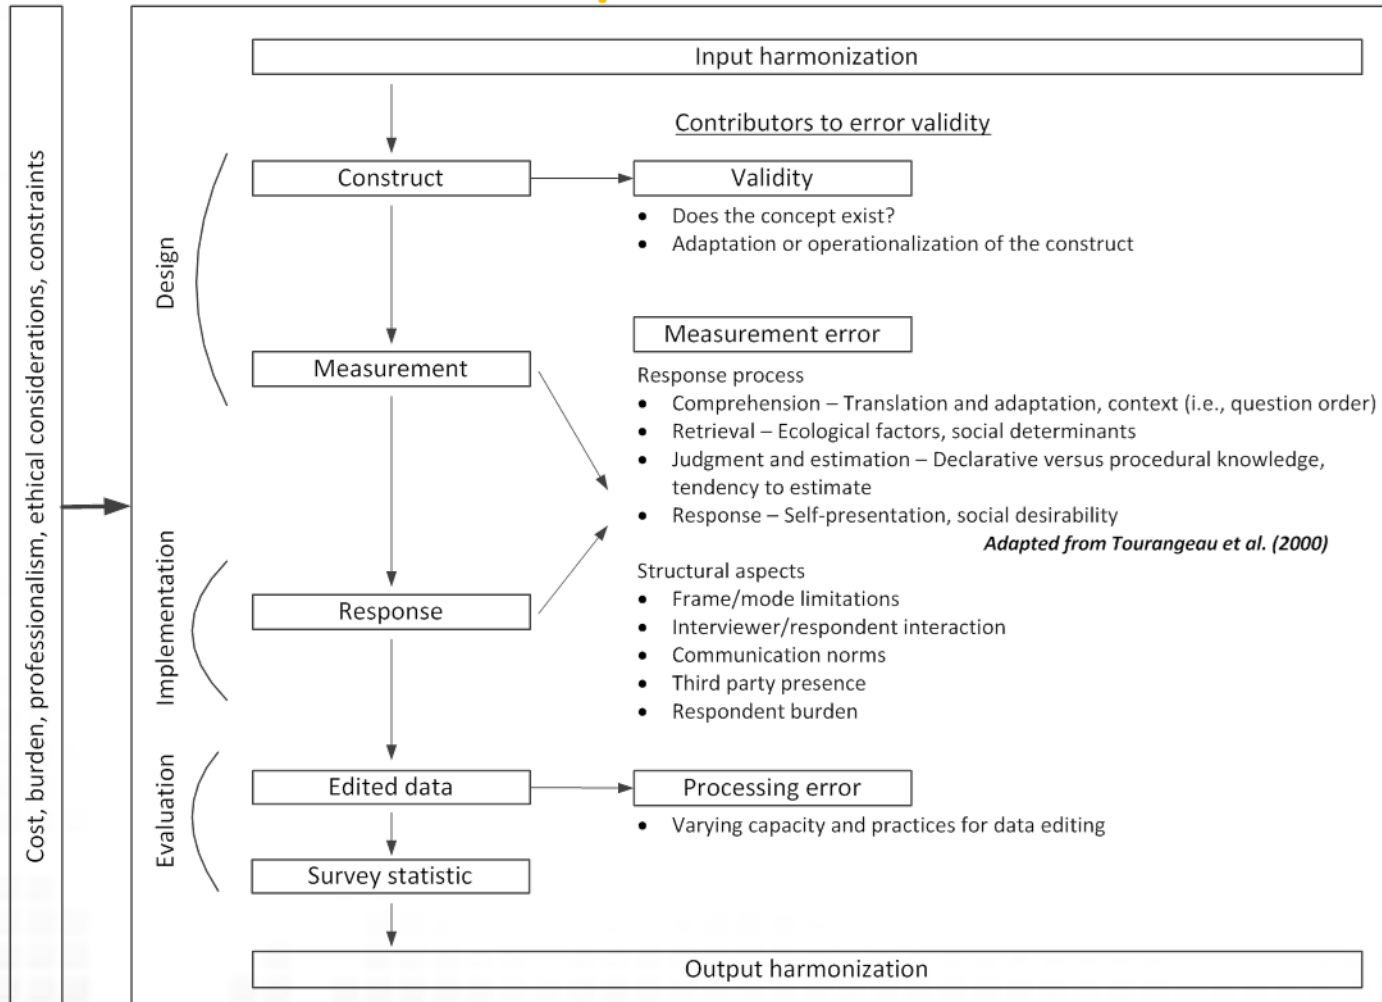 Cost, burden, professionalism, ethical considerations, constraints
Input harmonization
Contributors to error validity
Design
Construct
Validity
• Does the concept exist?
• Adaptation or operationalization of the construct
Measurement
Measurement error
Response process
• Comprehension – Translation and adaptation, context (i.e., question order)
• Retrieval – Ecological factors, social determinants
• Judgment and estimation – Declarative versus procedural knowledge,
tendency to estimate
• Response – Self-presentation, social desirability
Adapted from Tourangeau et al. (2000)
Implementation
Response
Structural aspects
• Frame/mode limitations
• Interviewer/respondent interaction
• Communication norms
• Third party presence
• Respondent burden
Evaluation
Edited data
Processing error
• Varying capacity and practices for data editing
Survey statistic
Output harmonization